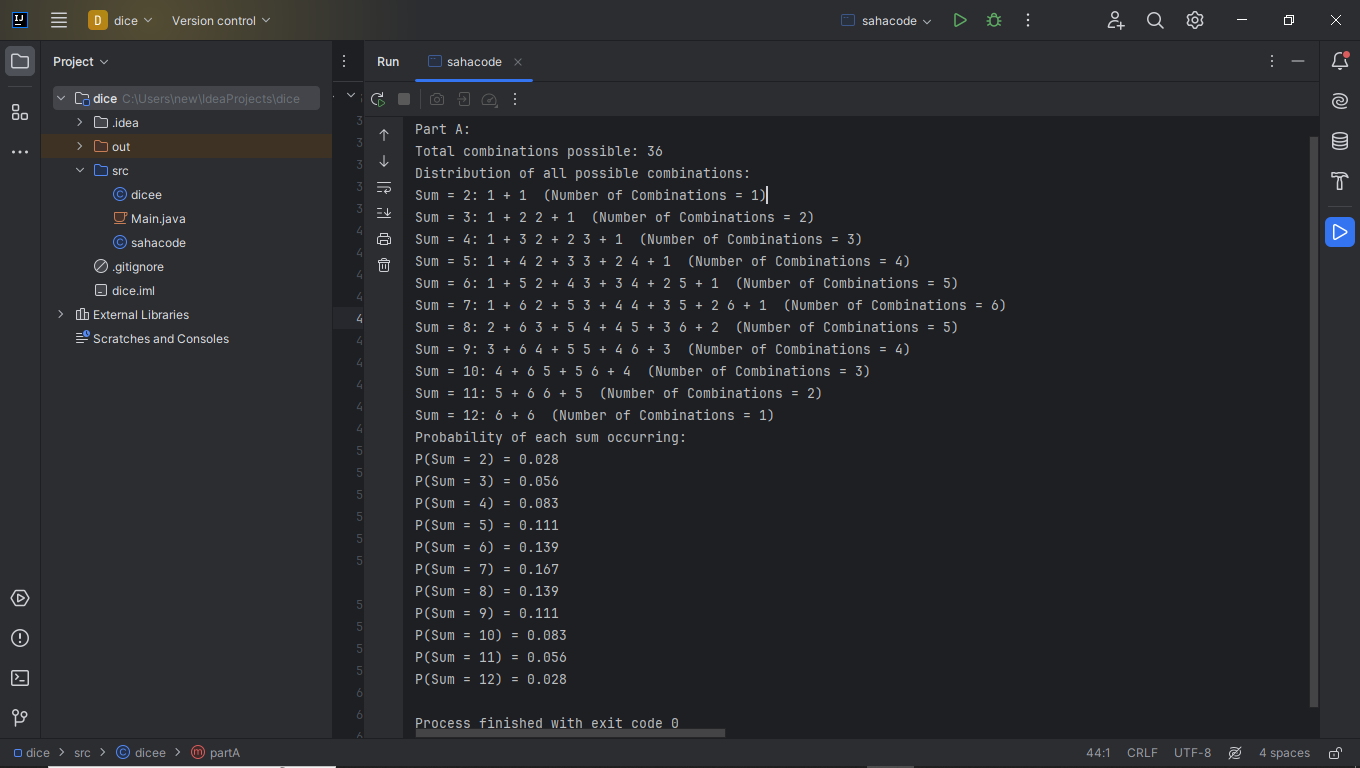 D dice Version control sahacode
Project
Run sahacode
dice C:\Users\new\IdeaProjects\dice
.idea
out
src
dicee
Main.java
sahacode
.gitignore
dice.iml
External Libraries
Scratches and Consoles
Part A:
Total combinations possible: 36
Distribution of all possible combinations:
Sum = 2: 1 + 1  (Number of Combinations = 1)
Sum = 3: 1 + 2 2 + 1  (Number of Combinations = 2)
Sum = 4: 1 + 3 2 + 2 3 + 1  (Number of Combinations = 3)
Sum = 5: 1 + 4 2 + 3 3 + 2 4 + 1  (Number of Combinations = 4)
Sum = 6: 1 + 5 2 + 4 3 + 3 4 + 2 5 + 1  (Number of Combinations = 5)
Sum = 7: 1 + 6 2 + 5 3 + 4 4 + 3 5 + 2 6 + 1  (Number of Combinations = 6)
Sum = 8: 2 + 6 3 + 5 4 + 4 5 + 3 6 + 2  (Number of Combinations = 5)
Sum = 9: 3 + 6 4 + 5 5 + 4 6 + 3  (Number of Combinations = 4)
Sum = 10: 4 + 6 5 + 5 6 + 4  (Number of Combinations = 3)
Sum = 11: 5 + 6 6 + 5  (Number of Combinations = 2)
Sum = 12: 6 + 6  (Number of Combinations = 1)
Probability of each sum occurring:
P(Sum = 2) = 0.028
P(Sum = 3) = 0.056
P(Sum = 4) = 0.083
P(Sum = 5) = 0.111
P(Sum = 6) = 0.139
P(Sum = 7) = 0.167
P(Sum = 8) = 0.139
P(Sum = 9) = 0.111
P(Sum = 10) = 0.083
P(Sum = 11) = 0.056
P(Sum = 12) = 0.028
Process finished with exit code 0
dice src dicee partA 44:1 CRLF UTF-8 4 spaces